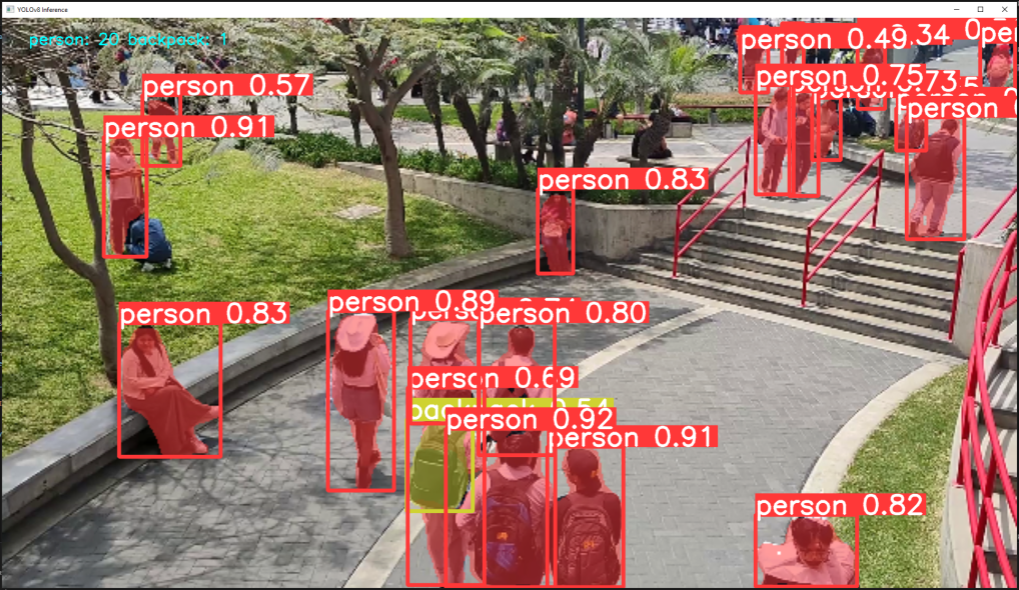 YOLOv8 Inference
person: 20 backpack: 1
person 0.49
.34
person 0.57
person 0.75
person
person 0.91
person 0.83
person 0.83
person 0.89
person 0.80
person 0.69
backpack 0.54
person 0.92
person 0.91
person 0.82